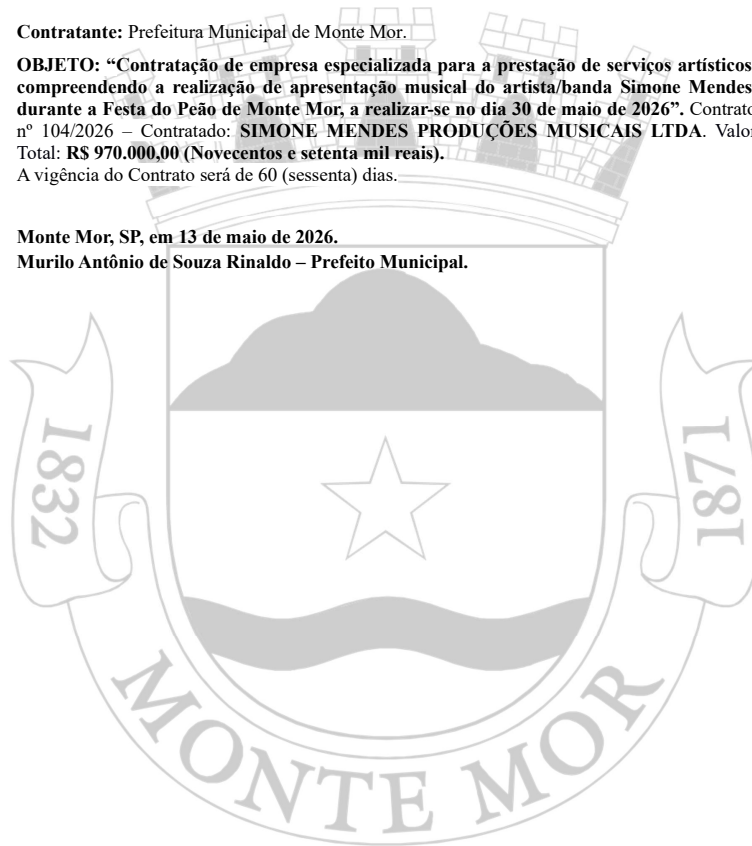 Contratante: Prefeitura Municipal de Monte Mor.
OBJETO: “Contratação de empresa especializada para a prestação de serviços artísticos
compreendendo a realização de apresentação musical do artista/banda Simone Mendes
durante a Festa do Peão de Monte Mor, a realizar-se no dia 30 de maio de 2026”. Contrato
nº 104/2026 – Contratado: SIMONE MENDES PRODUÇÕES MUSICAIS LTDA. Valor
Total: R$ 970.000,00 (Novecentos e setenta mil reais).
A vigência do Contrato será de 60 (sessenta) dias.
Monte Mor, SP, em 13 de maio de 2026.
Murilo Antônio de Souza Rinaldo – Prefeito Municipal.
1832
1871
MONTE MOR